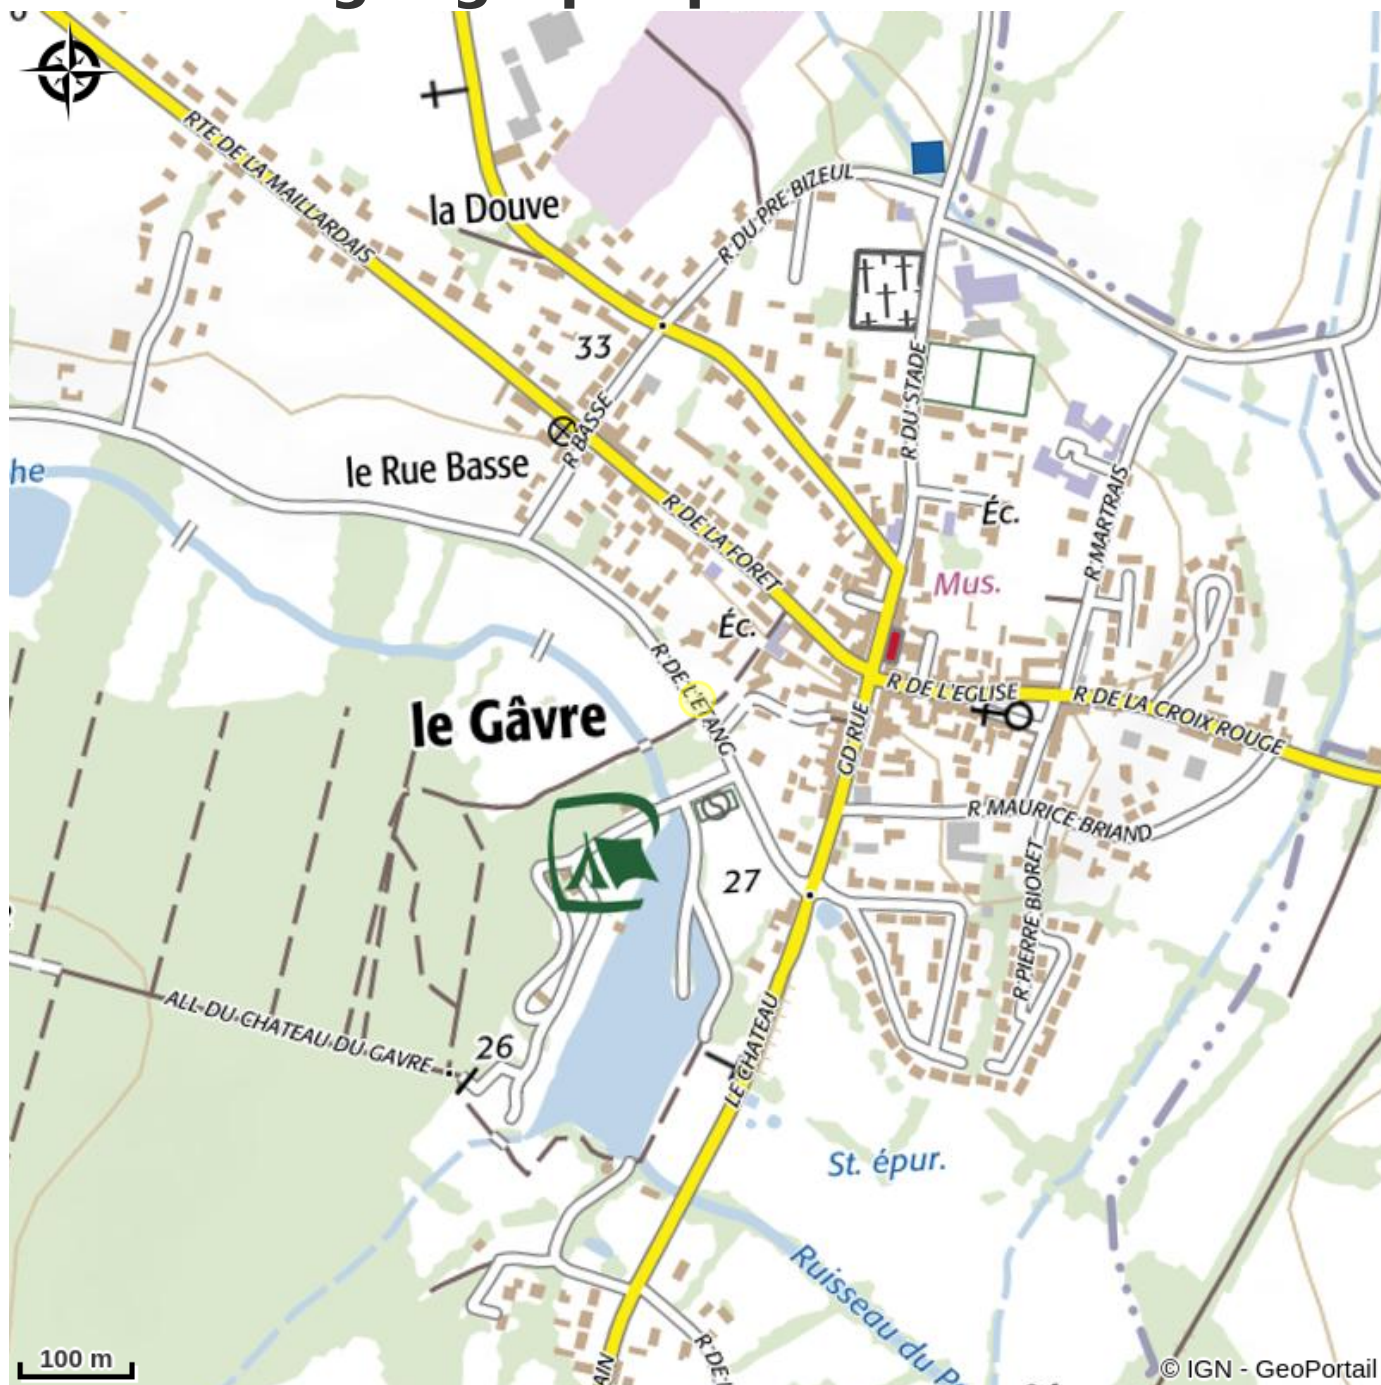 RTE DE LA MAILLARDAIS
la Douve
R DU PRE BIZEUL
33
R DU STADE
R BASSE
le Rue Basse
he
R DE LA FORET
Éc.
R MARTRAIS
Mus.
Éc.
R DE L'ETANG
R DE L'EGLISE
R DE LA CROIX ROUGE
le Gâvre
GD RUE
R MAURICE BRIAND
27
R PIERRE BIORET
ALL DU CHATEAU DU GAVRE
26
LE CHATEAU
St. épur.
Ruisseau du P
R DE
AIN
100 m
© IGN - GeoPortail